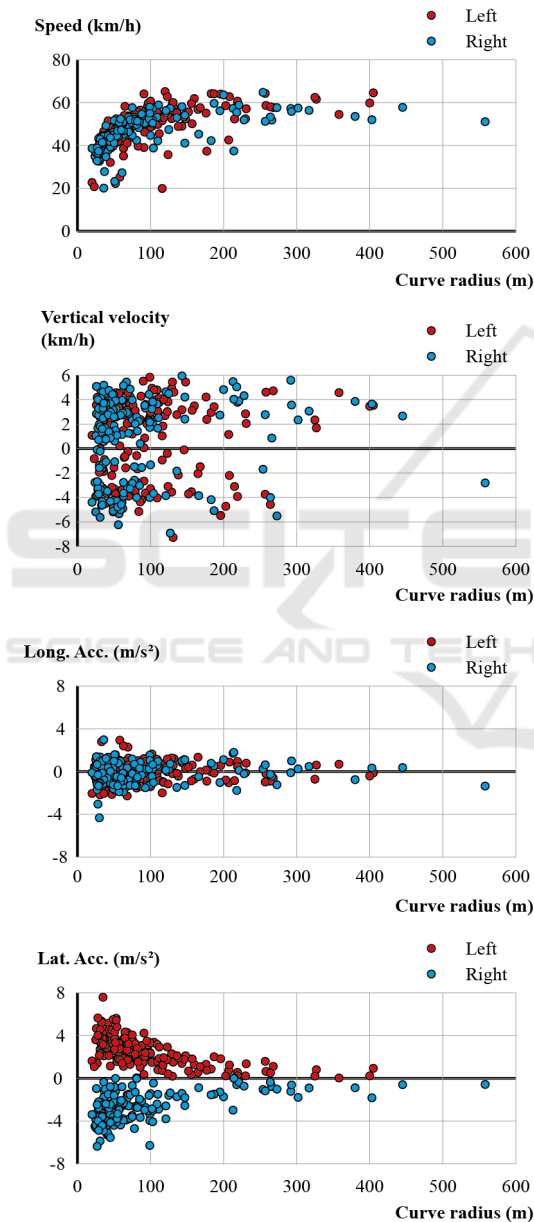 Speed (km/h)
Left
Right
80
60
40
20
0
0 100 200 300 400 500 600
Curve radius (m)
Vertical velocity
(km/h)
Left
Right
6
4
2
0
-2
-4
-6
-8
0 100 200 300 400 500 600
Curve radius (m)
SCITE
SCIENCE AND TECH
Long. Acc. (m/s²)
Left
Right
8
4
0
-4
-8
0 100 200 300 400 500 600
Curve radius (m)
Lat. Acc. (m/s²)
Left
Right
8
4
0
-4
-8
0 100 200 300 400 500 600
Curve radius (m)